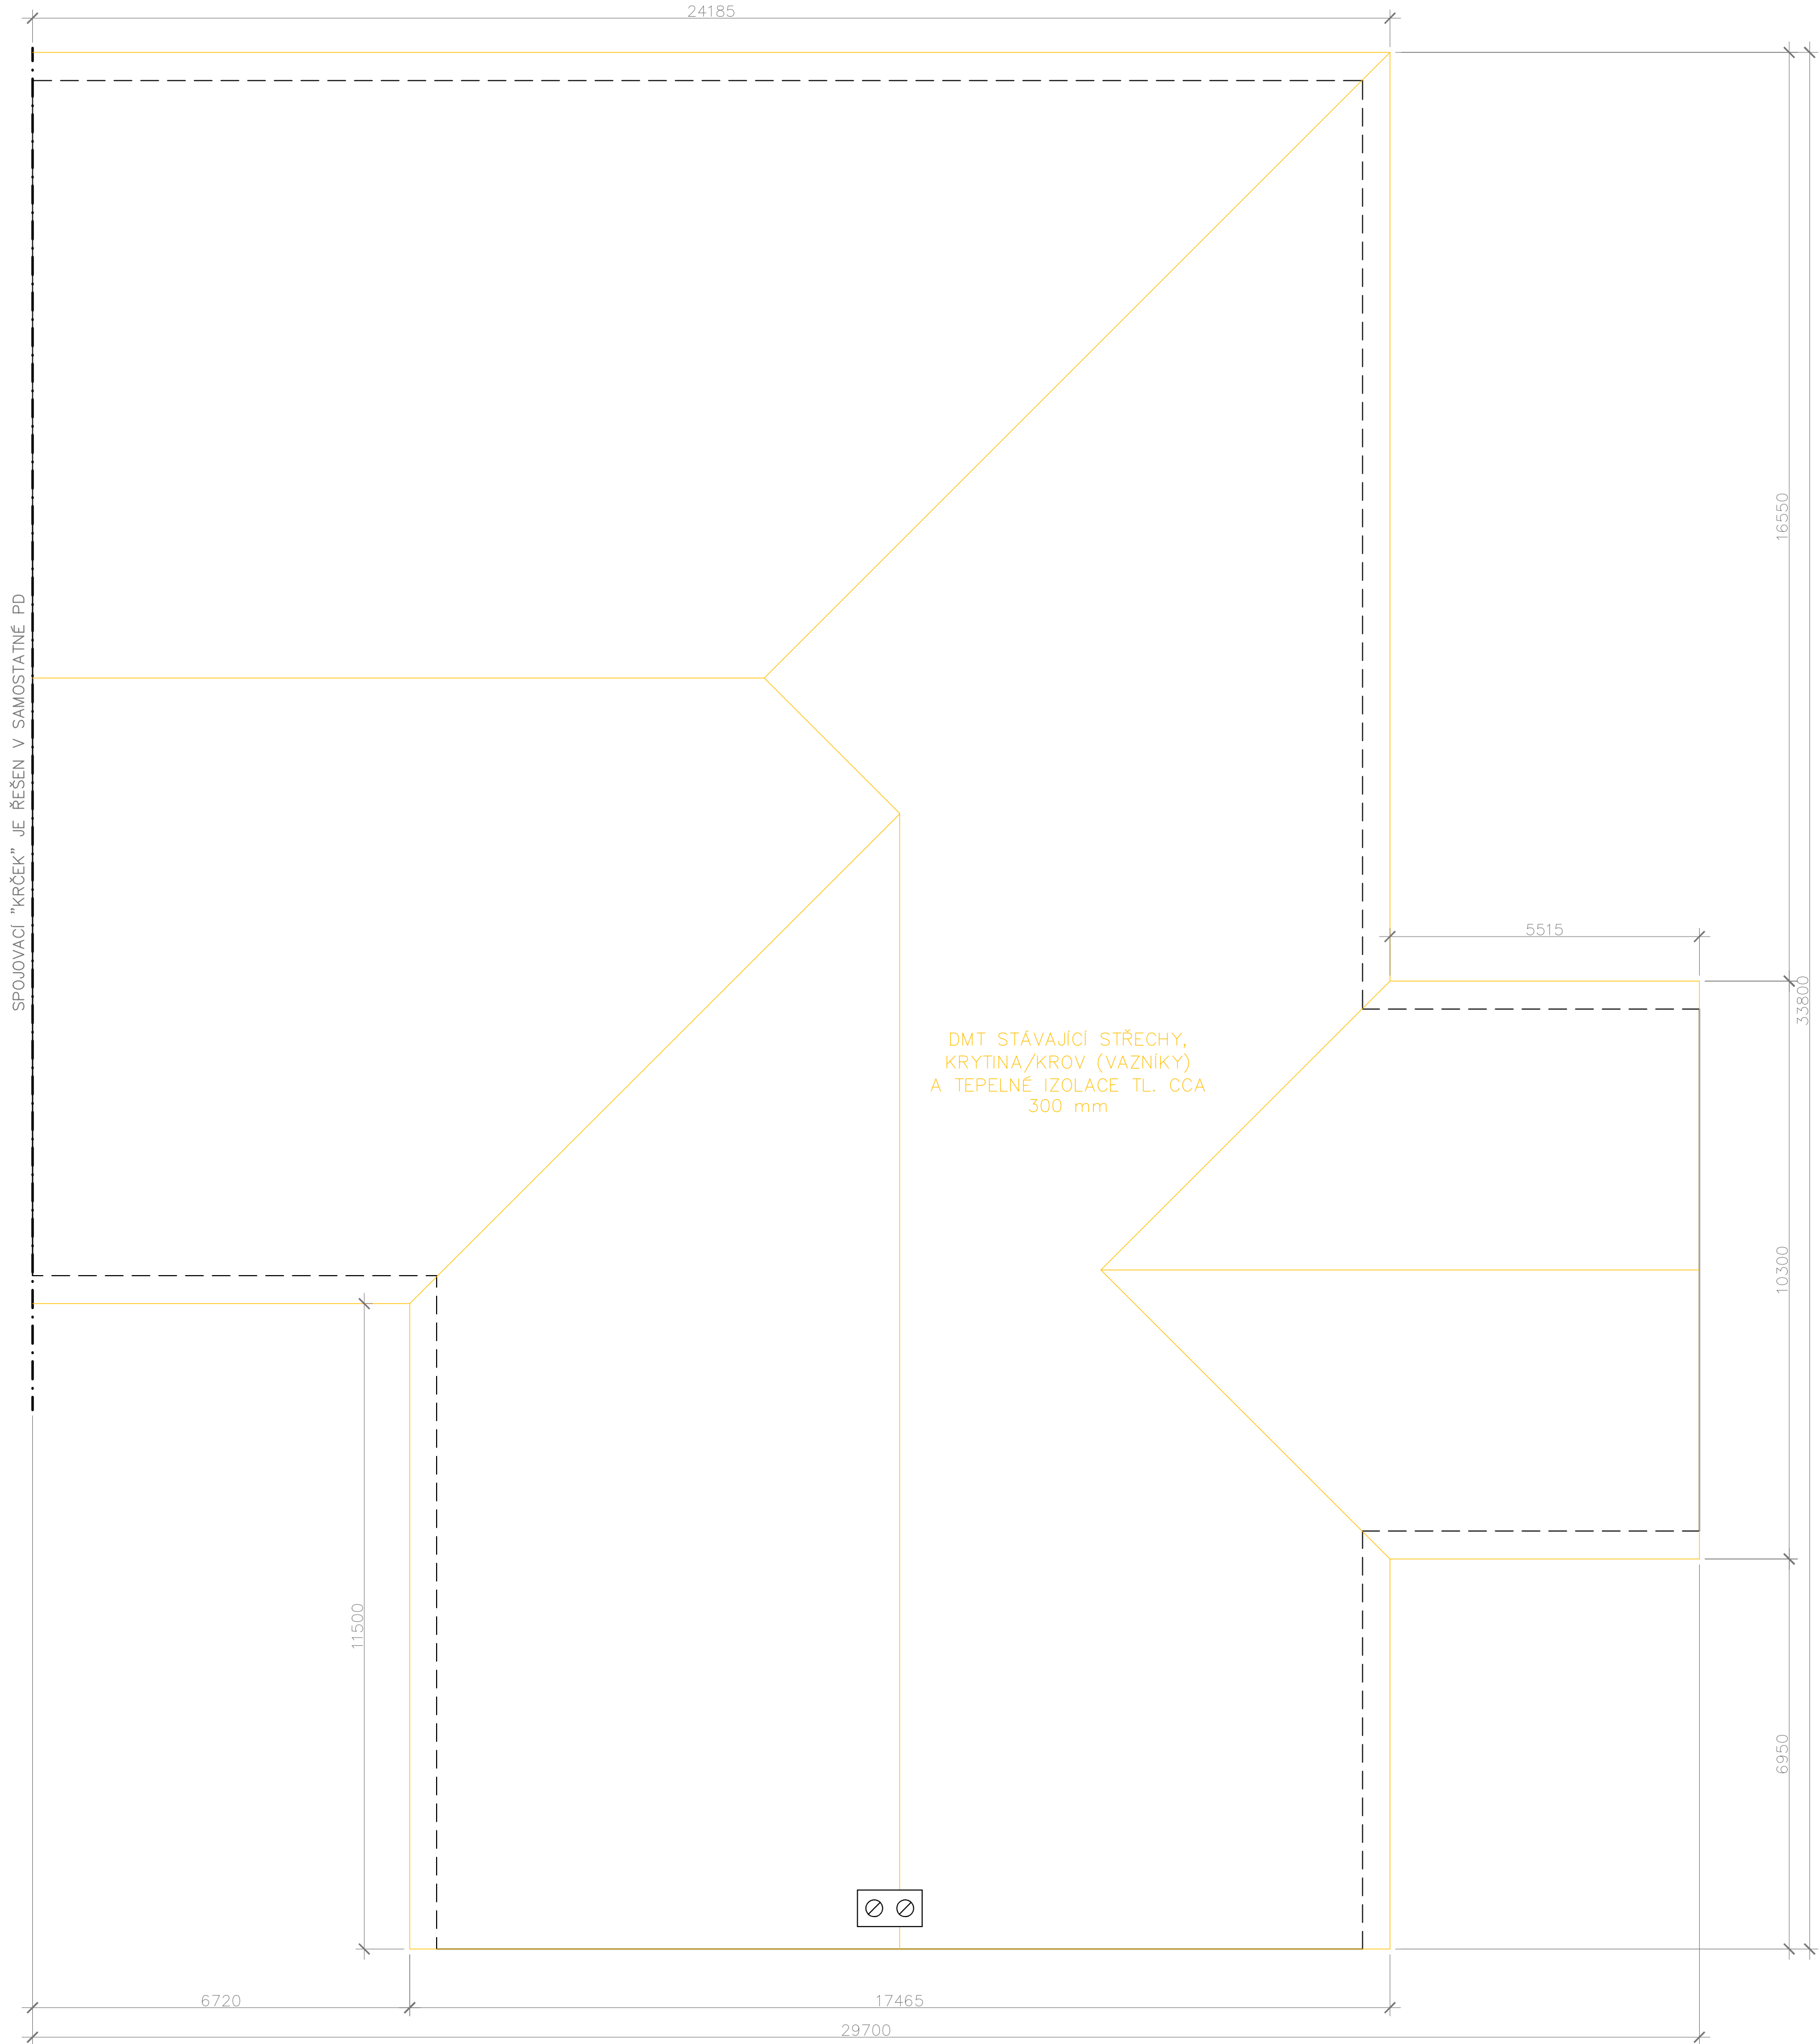 24185
16550
SPOJOVACÍ "KRČEK" JE ŘEŠEN V SAMOSTATNÉ PD
5515
33800
DMT STÁVAJÍCÍ STŘECHY,
KRYTINA/KROV (VAZNÍKY)
A TEPELNÉ IZOLACE TL. CCA
300 mm
10300
11500
6950
6720
17465
29700